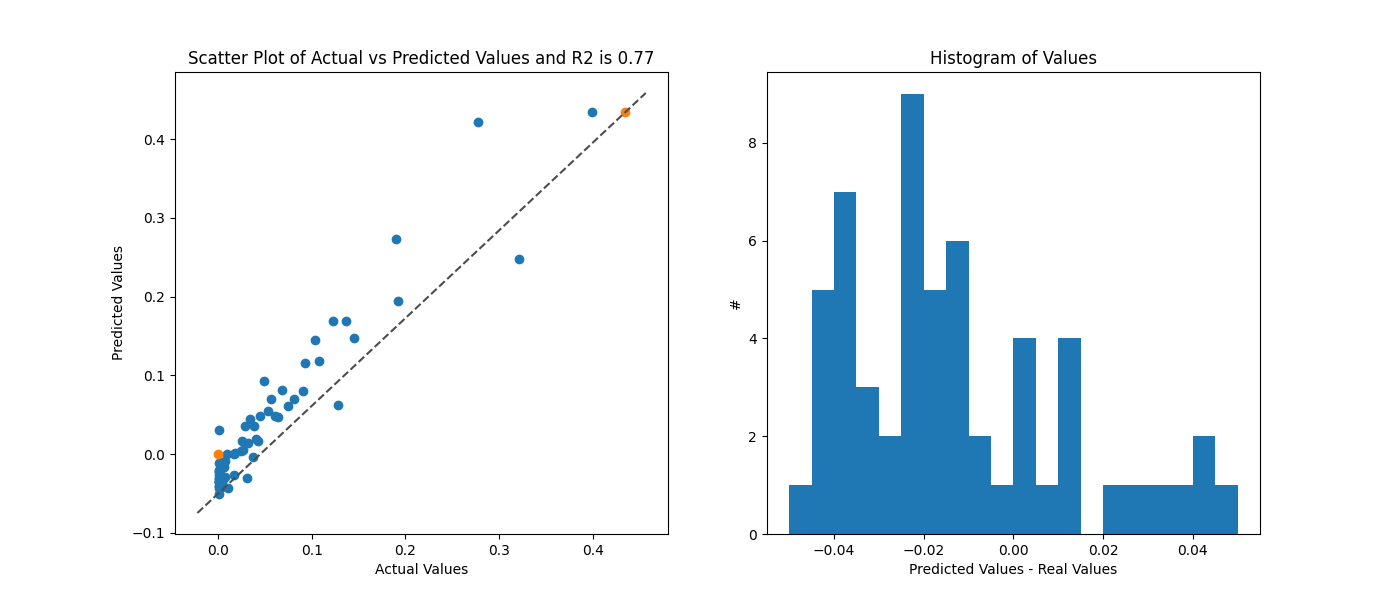 Scatter Plot of Actual vs Predicted Values and R2 is 0.77
Predicted Values
0.4
0.3
0.2
0.1
0.0
−0.1
0.0 0.1 0.2 0.3 0.4
Actual Values
Histogram of Values
#
8
6
4
2
0
−0.04 −0.02 0.00 0.02 0.04
Predicted Values - Real Values